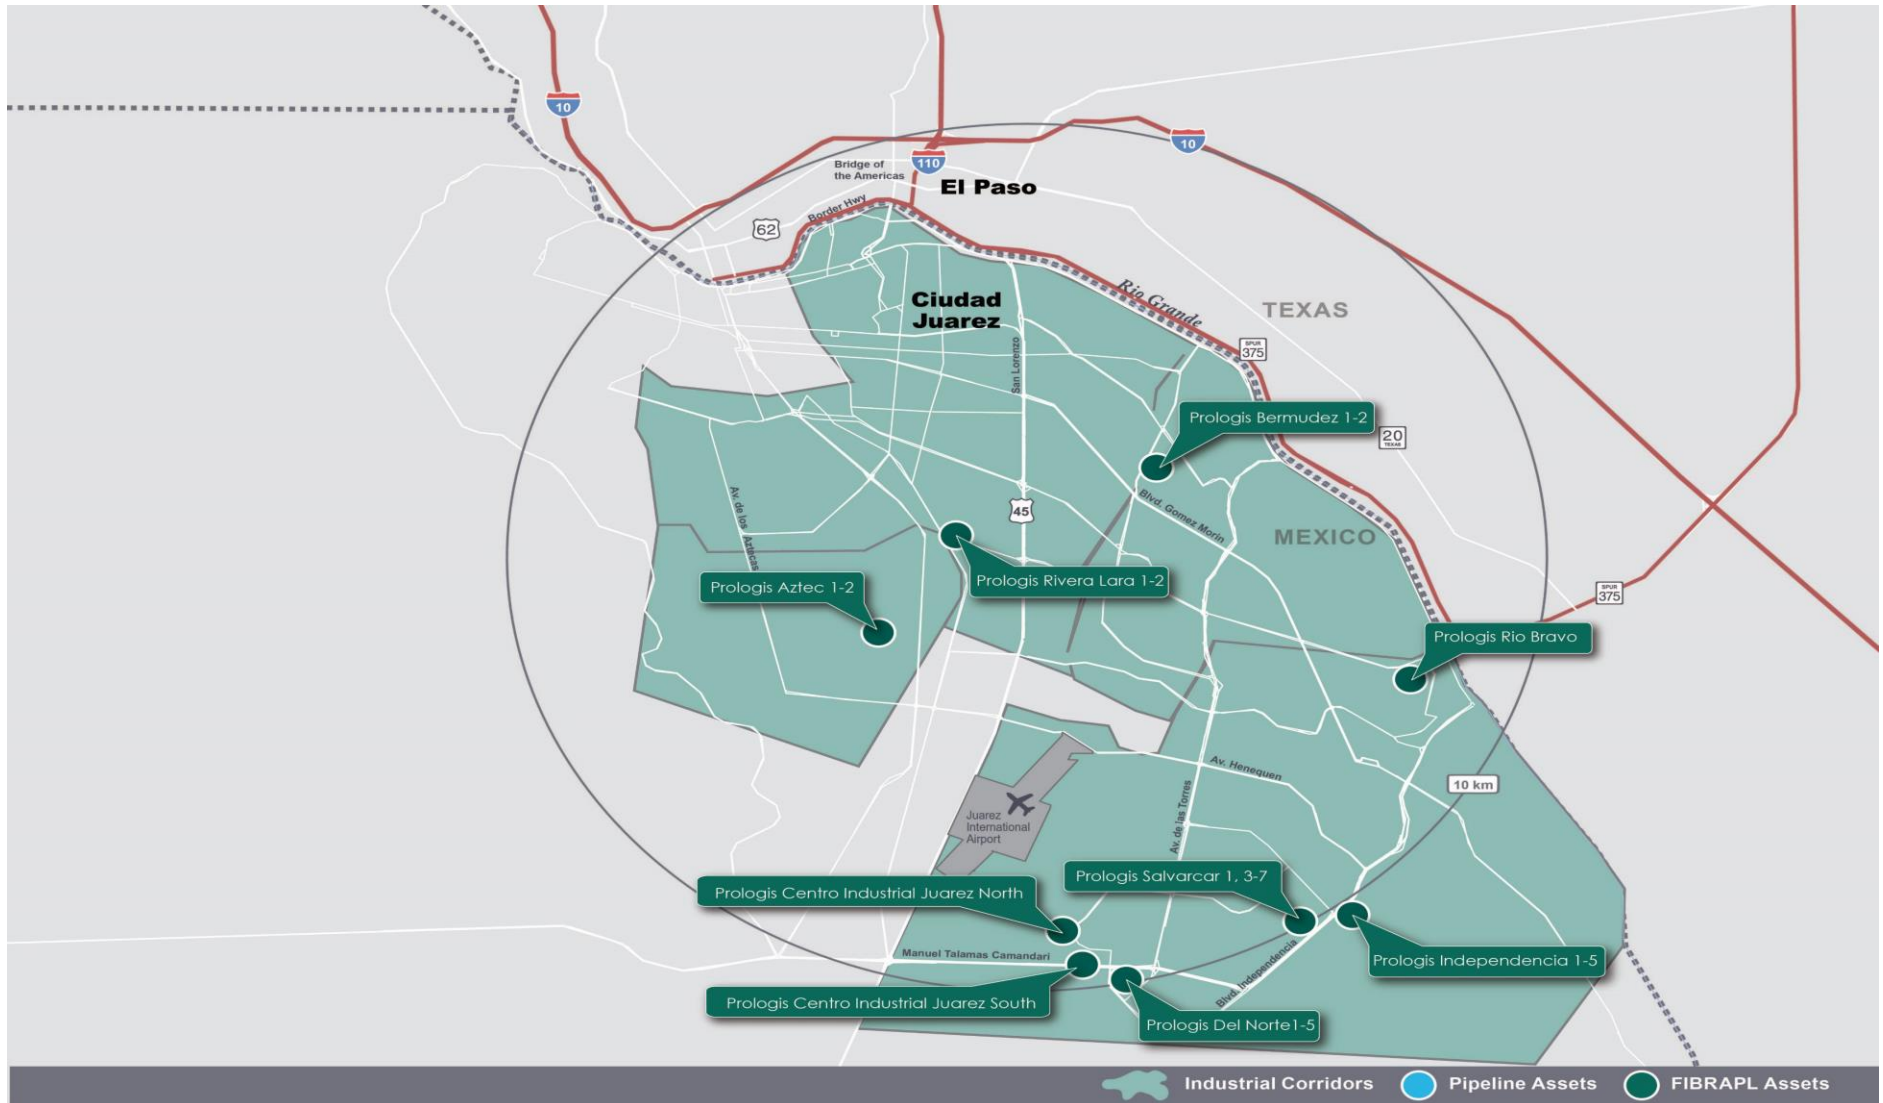 10
10
110
Bridge of
the Americas
El Paso
Border Hwy
62
Ciudad
Juarez
Rio Grande
TEXAS
San Lorenzo
SPUR
375
Prologis Bermudez 1-2
20
TEXAS
Av. de los Aztecas
45
Blvd. Gomez Morin
MEXICO
Prologis Aztec 1-2
Prologis Rivera Lara 1-2
SPUR
375
Prologis Rio Bravo
Av. Henequen
10 km
Juarez
International
Airport
Av. de las Torres
Prologis Salvarcar 1, 3-7
Prologis Centro Industrial Juarez North
Manuel Talamas Camandari
Blvd. Independencia
Prologis Independencia 1-5
Prologis Centro Industrial Juarez South
Prologis Del Norte1-5
Industrial Corridors
Pipeline Assets
FIBRAPL Assets